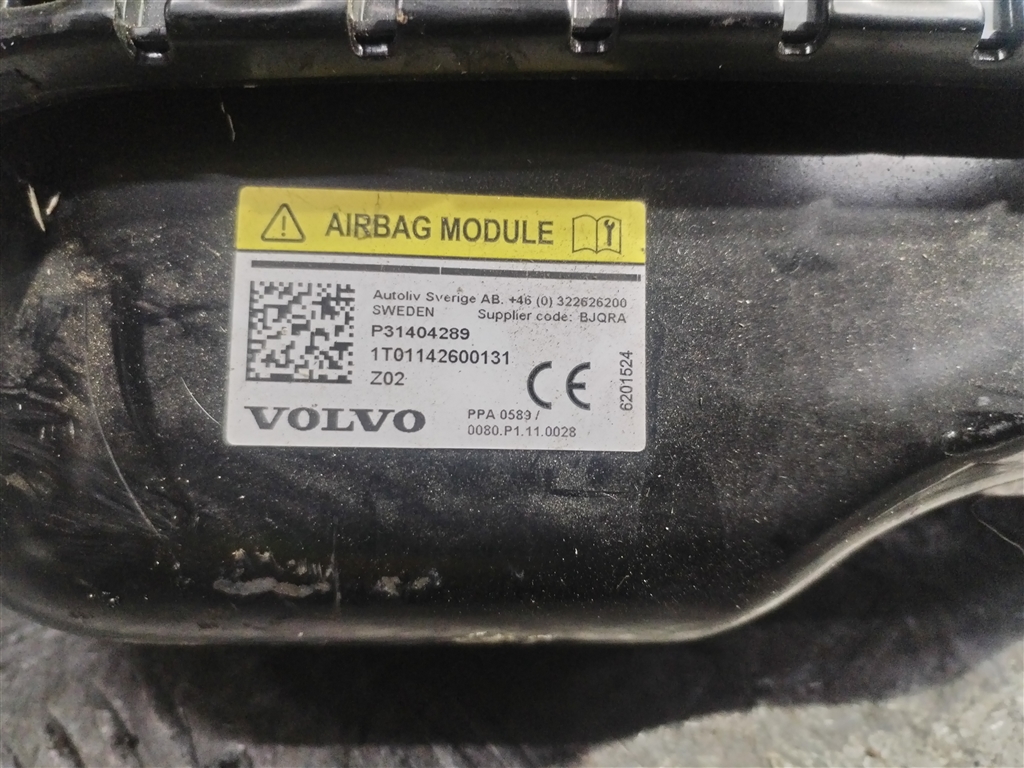 AIRBAG MODULE
Autoliv Sverige AB. +46 (0) 322626200
SWEDEN Supplier code: BJQRA
P31404289
1T01142600131
Z02
CE
6201524
VOLVO
PPA 0589 /
0080.P1.11.0028